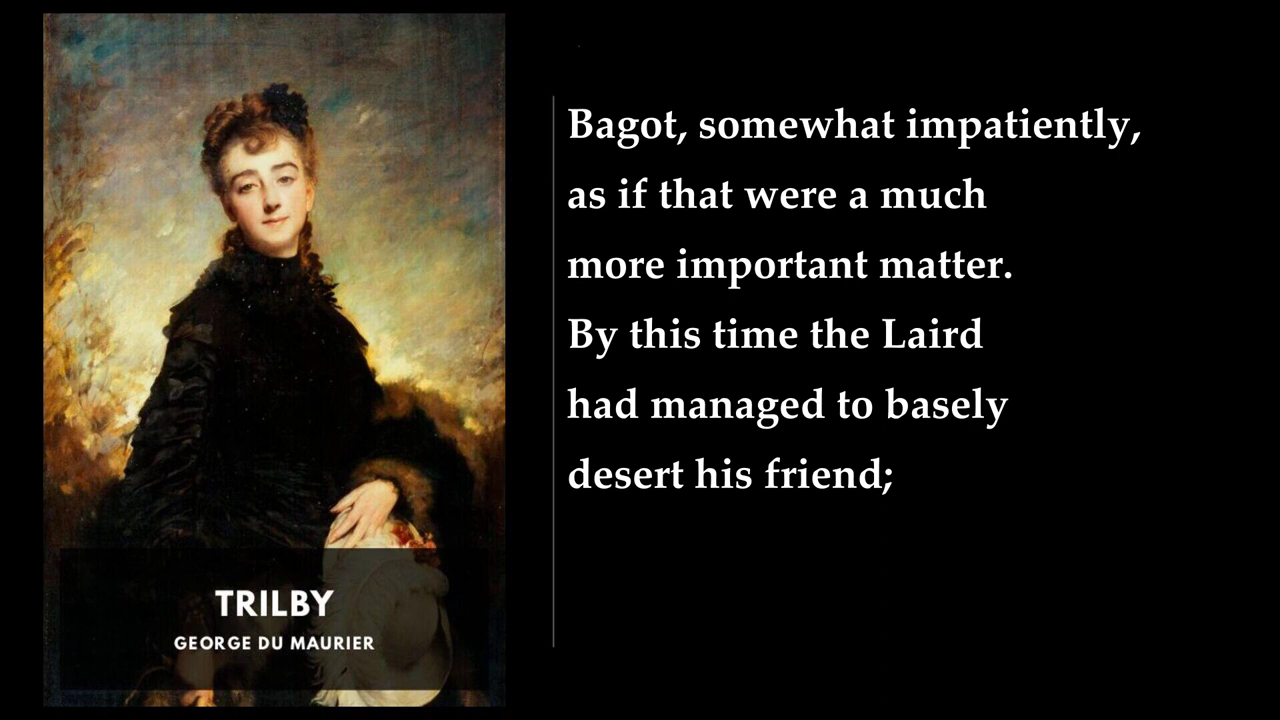 Bagot, somewhat impatiently,
as if that were a much
more important matter.
By this time the Laird
had managed to basely
desert his friend;
TRILBY
GEORGE DU MAURIER